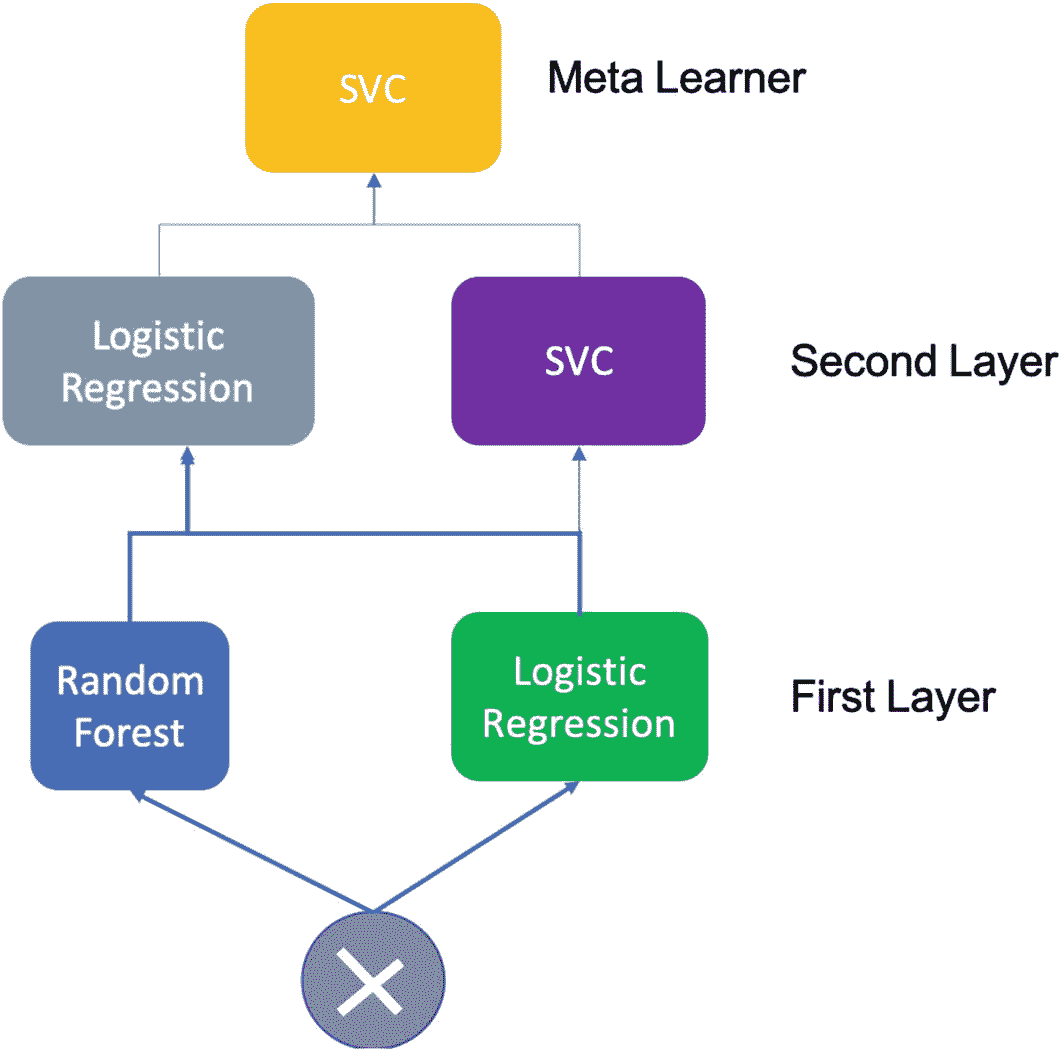 SVC
Meta Learner
Logistic
Regression
SVC
Second Layer
Random
Forest
Logistic
Regression
First Layer
X